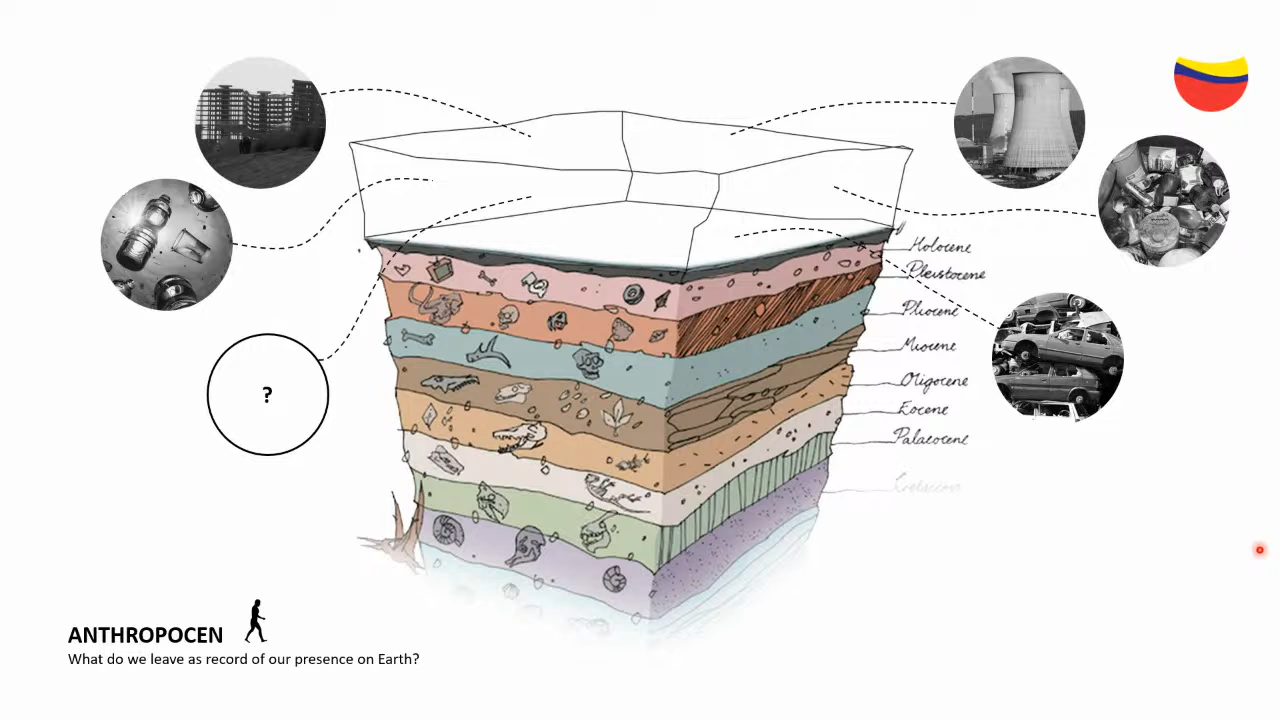 Holocene
Pleistocene
Pliocene
Miocene
Oligocene
Eocene
Palaeocene
?
ANTHROPOCEN
What do we leave as record of our presence on Earth?